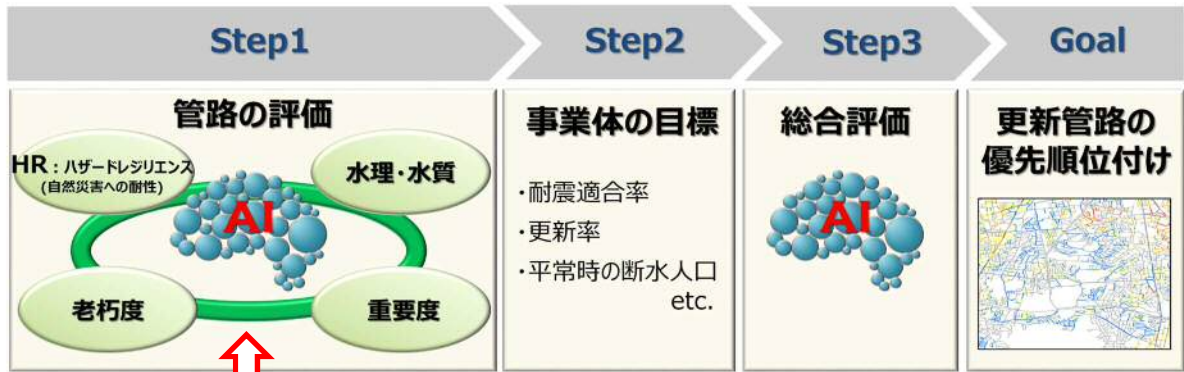 Step1
Step2
Step3
Goal
管路の評価
HR：ハザードレジリエンス
(自然災害への耐性)
水理・水質
AI
老朽度
重要度
事業体の目標
・耐震適合率
・更新率
・平常時の断水人口
etc.
総合評価
AI
更新管路の
優先順位付け